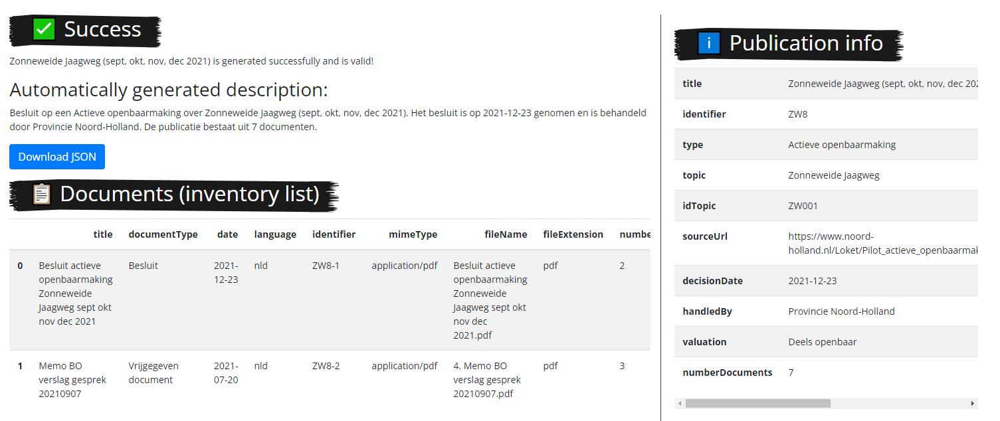 Success
Zonneweide Jaagweg (sept, okt, nov, dec 2021) is generated successfully and is valid!
Automatically generated description:
Besluit op een Actieve openbaarmaking over Zonneweide Jaagweg (sept, okt, nov, dec 2021). Het besluit is op 2021-12-23 genomen en is behandeld
door Provincie Noord-Holland. De publicatie bestaat uit 7 documenten.
Download JSON
Documents (inventory list)
title documentType date language identifier mimeType fileName fileExtension numbe
0 Besluit actieve Besluit 2021- nld ZW8-1 application/pdf Besluit actieve pdf 2
openbaarmaking 12-23 openbaarmaking
Zonneweide Zonneweide
Jaagweg sept okt Jaagweg sept okt
nov dec 2021 nov dec
2021.pdf
1 Memo BO Vrijgegeven 2021- nld ZW8-2 application/pdf 4. Memo BO pdf 3
verslag gesprek document 07-20 verslag gesprek
20210907 20210907.pdf
Publication info
title Zonneweide Jaagweg (sept, okt, nov, dec 202
identifier ZW8
type Actieve openbaarmaking
topic Zonneweide Jaagweg
idTopic ZW001
sourceUrl https://www.noord-
holland.nl/Loket/Pilot_actieve_openbaarmak
decisionDate 2021-12-23
handledBy Provincie Noord-Holland
valuation Deels openbaar
numberDocuments 7